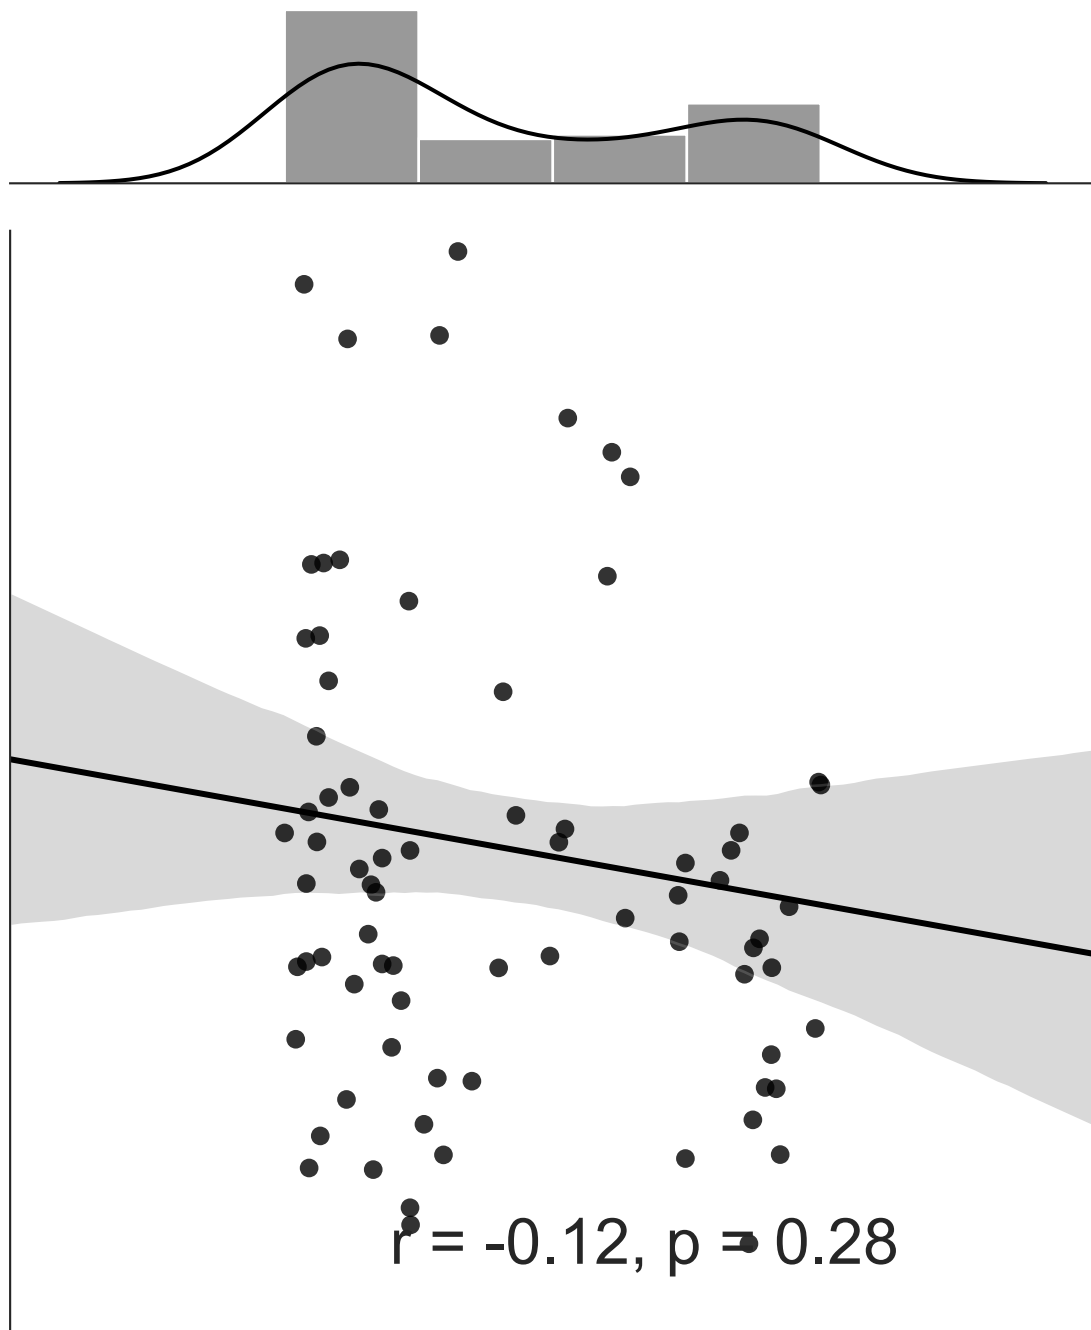 r = -0.12, p = 0.28